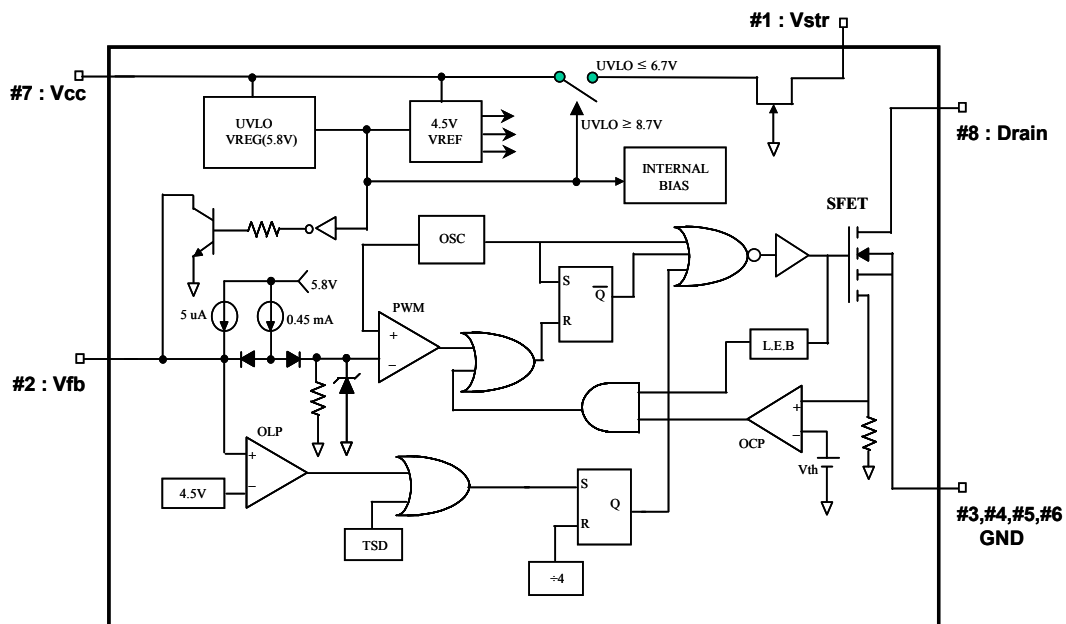 #1 : Vstr
#7 : Vcc
UVLO ≤ 6.7V
UVLO
VREG(5.8V)
4.5V
VREF
UVLO ≥ 8.7V
#8 : Drain
INTERNAL
BIAS
SFET
OSC
5.8V
S
Q
R
5 uA
0.45 mA
PWM
+
−
L.E.B
#2 : Vfb
OLP
+
−
4.5V
OCP
+
−
Vth
TSD
S
Q
R
÷4
#3,#4,#5,#6
GND